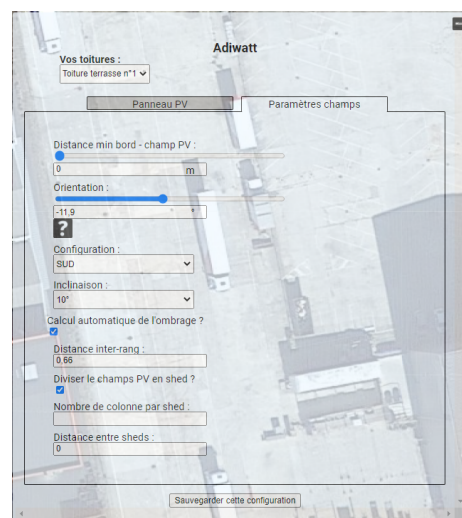 Adiwatt
Vos toitures :
Toiture terrasse n°1
Panneau PV
Paramètres champs
Distance min bord - champ PV :
0 m
Orientation :
-11.9 °
?
Configuration :
SUD
Inclinaison :
10°
Calcul automatique de l'ombrage ?
Distance inter-rang :
0.66
Diviser le champs PV en shed ?
Nombre de colonne par shed :
Distance entre sheds :
0
Sauvegarder cette configuration